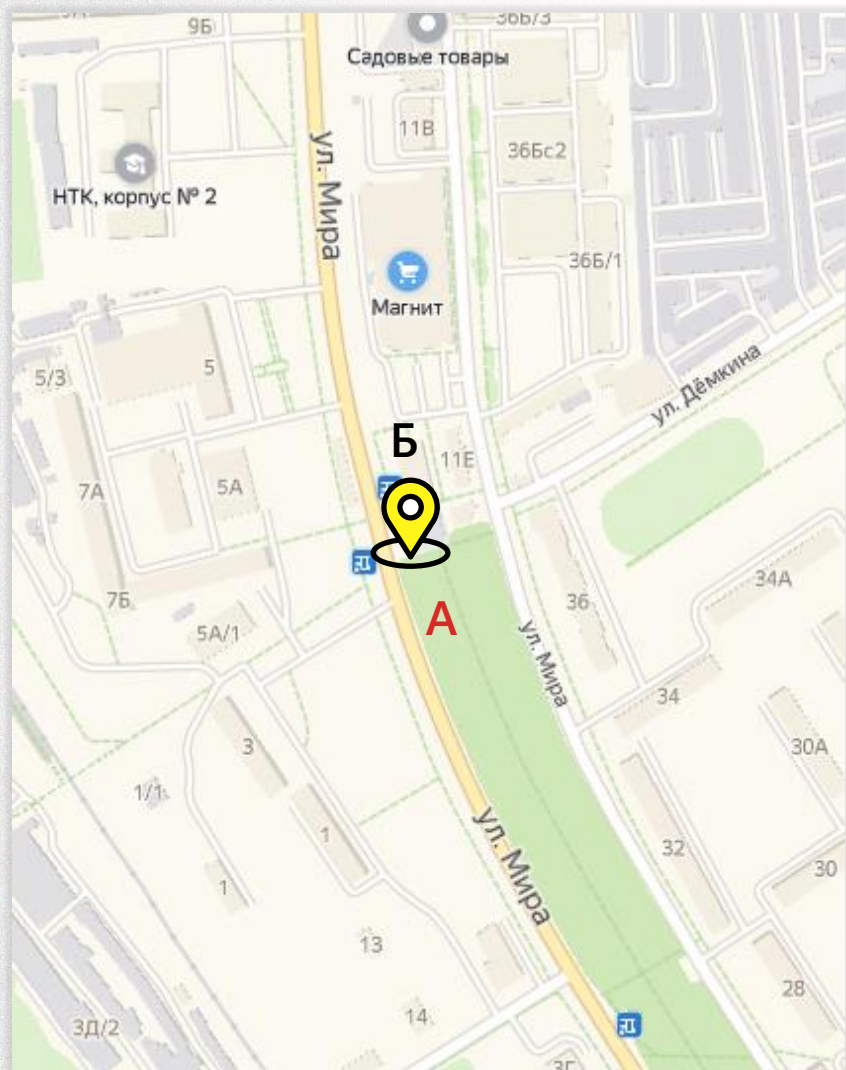 9Б
36Б/3
Садовые товары
11В
36Бс2
ул. Мира
НТК, корпус № 2
36Б/1
Магнит
ул. Дёмкина
5/3
5
Б
11Е
7А
5А
34А
7Б
А
36
5А/1
ул. Мира
34
3
30А
1/1
ул. Мира
1
32
30
1
13
28
14
3Д/2
3Г